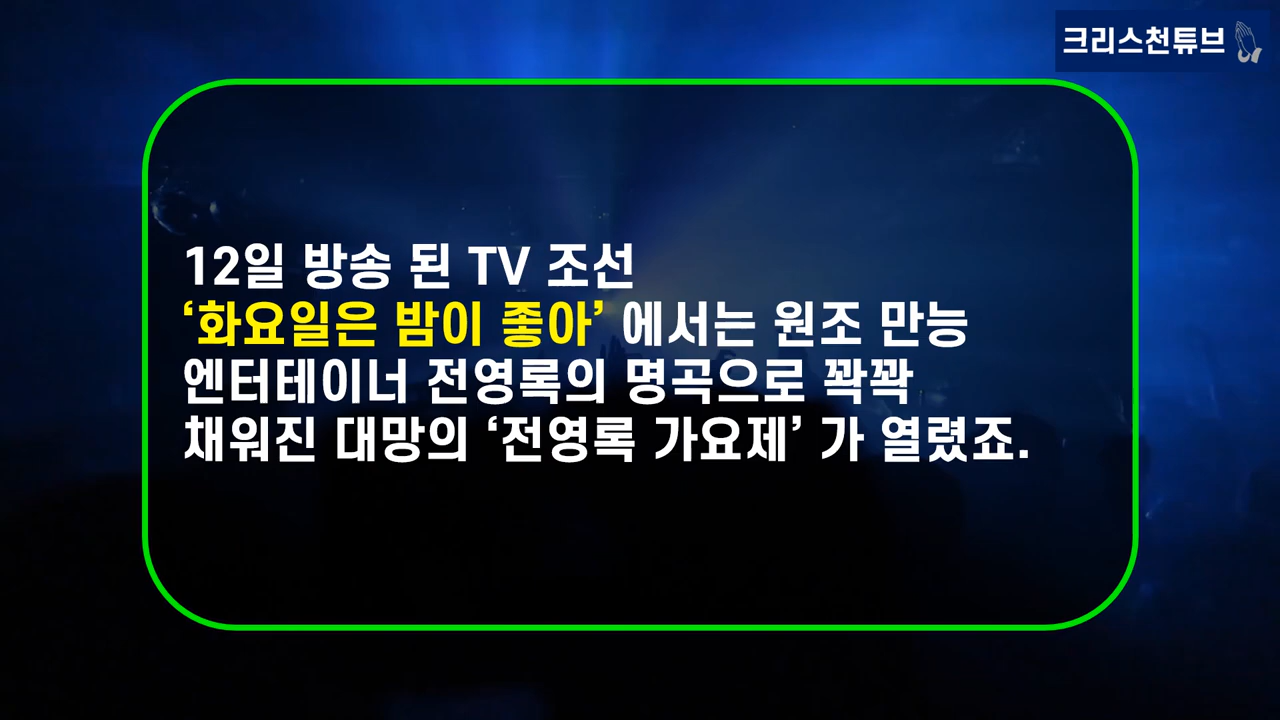 크리스천튜브
12일 방송 된 TV 조선
‘화요일은 밤이 좋아’ 에서는 원조 만능
엔터테이너 전영록의 명곡으로 꽉꽉
채워진 대망의 ‘전영록 가요제’ 가 열렸죠.